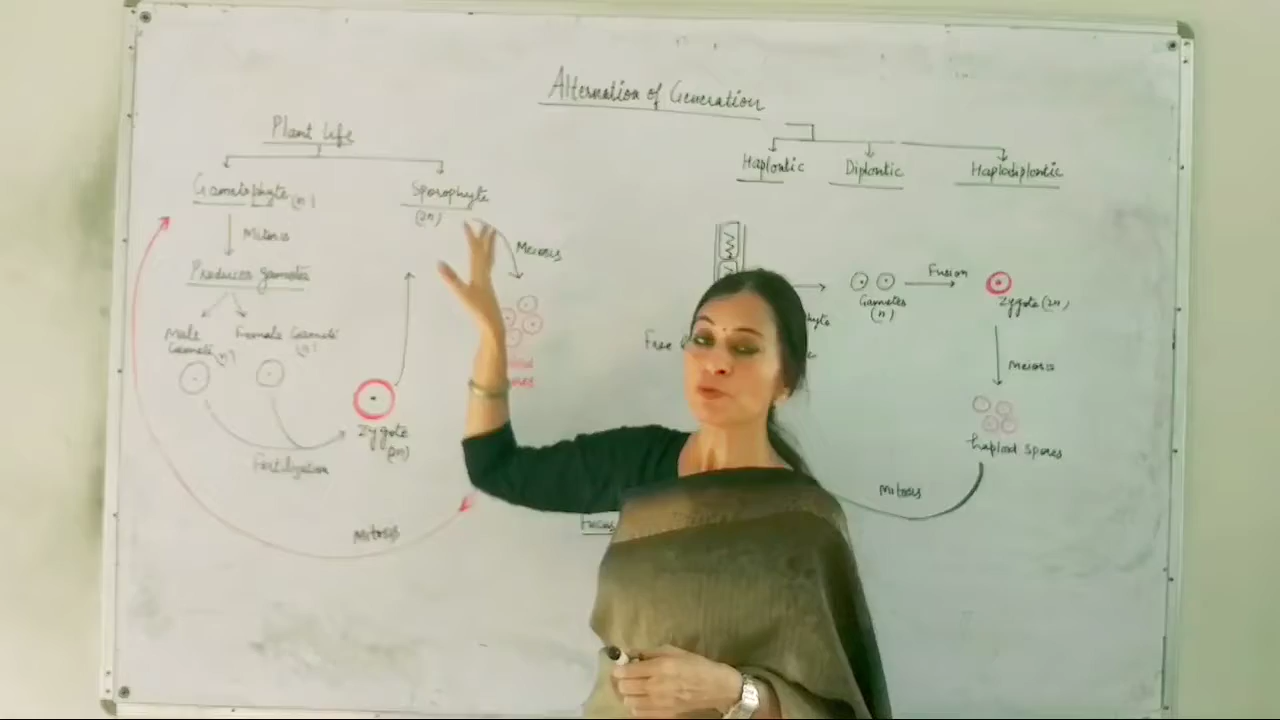 Alternation of Generation
Plant life
Gametophyte (n)
Mitosis
Produces gametes
Male
Gamete (n)
Female Gamete
(n)
Fertilization
Zygote
(2n)
Sporophyte
(2n)
Meiosis
Mitosis
Haplontic
Diplontic
Haplodiplontic
Free
Gametes
(n)
Fusion
Zygote (2n)
Meiosis
haploid spores
Mitosis
Fucus